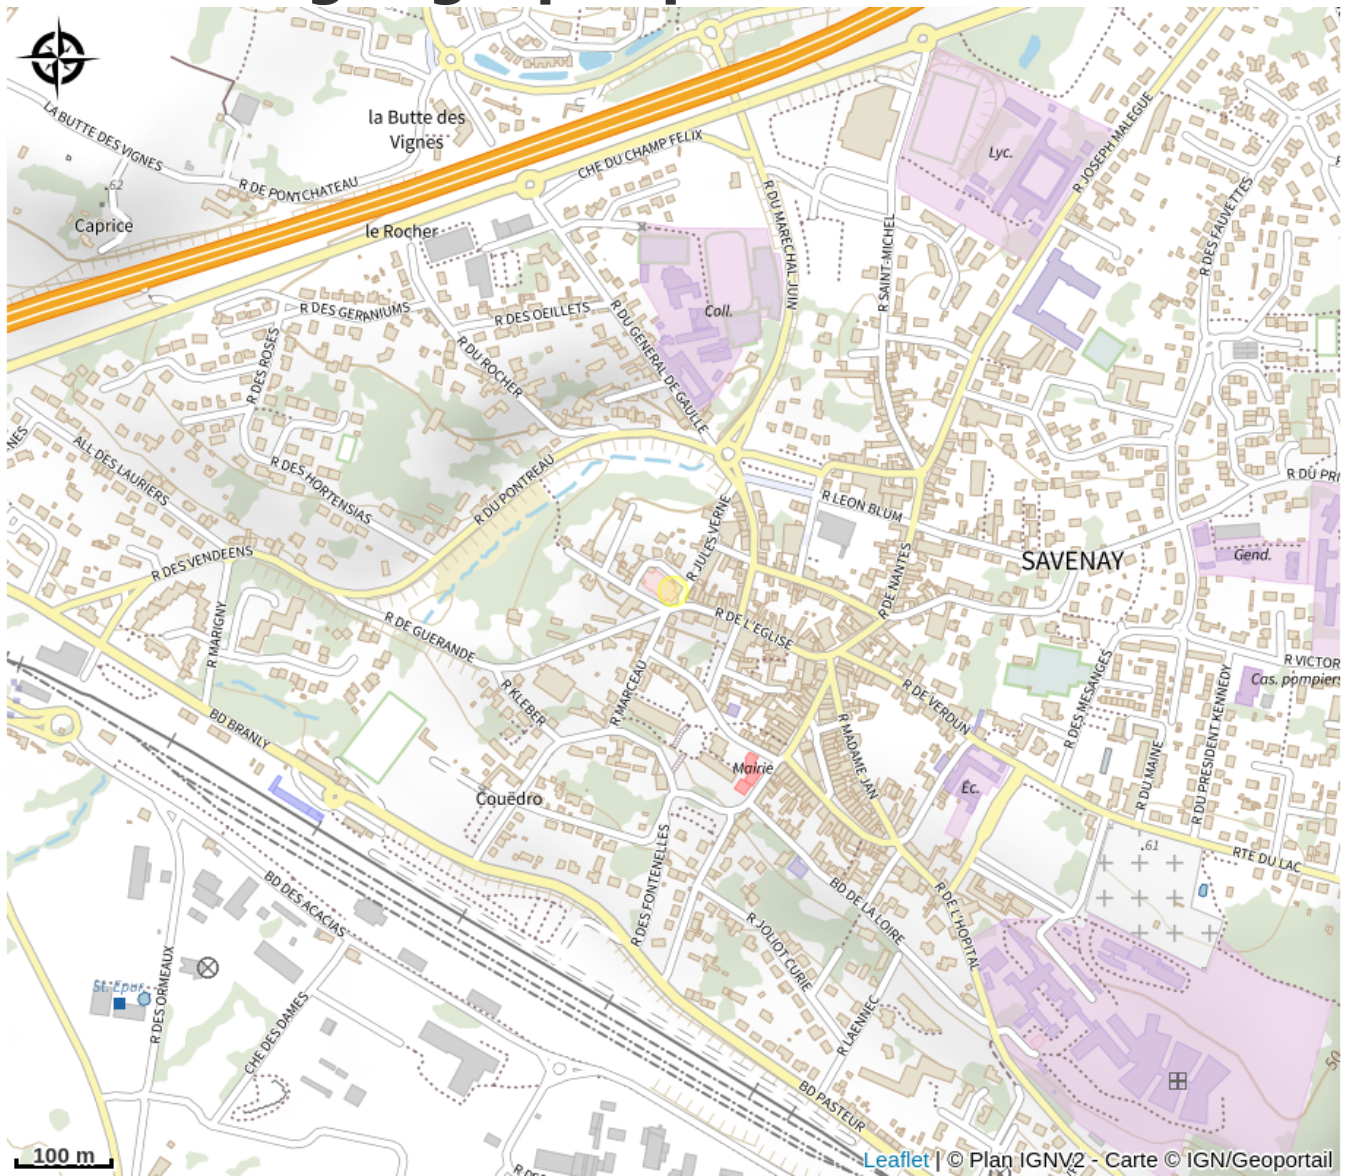 LA BUTTE DES VIGNES
la Butte des
Vignes
R DE PONTCHATEAU
CHE DU CHAMP FELIX
.62
Caprice
le Rocher
Lyc.
R JOSEPH MALEGUE
R DU MARECHAL JUIN
R SAINT-MICHEL
R DES FAUVETTES
R DES GERANIUMS
R DES OEILLETS
R DU GENERAL DE GAULLE
Coll.
R DES ROSES
R DU ROCHER
NES
ALL DES LAURIERS
R DES HORTENSIAS
R DU PONTREAU
R JULES VERNE
R LEON BLUM
R DU PRI
SAVENAY
Gend.
R DES VENDEENS
R DE NANTES
R DE L'EGLISE
R MARIGNY
R DE GUERANDE
R KLEBER
R MARCEAU
R DE VERDUN
R DES MESANGES
R VICTOR
Cas. pompiers
R DU PRESIDENT KENNEDY
BD BRANLY
R MADAME JAN
Mairie
R DU MAINE
Ec.
Couëdro
R DES FONTENELLES
.61
RTE DU LAC
BD DES ACACIAS
BD DE LA LOIRE
R DE L'HOPITAL
R JOLIOT CURIE
R DES ORMEAUX
St. Epur.
CHE DES DAMES
R LAENNEC
50
BD PASTEUR
100 m
Leaflet | © Plan IGNV2 - Carte © IGN/Geoportail